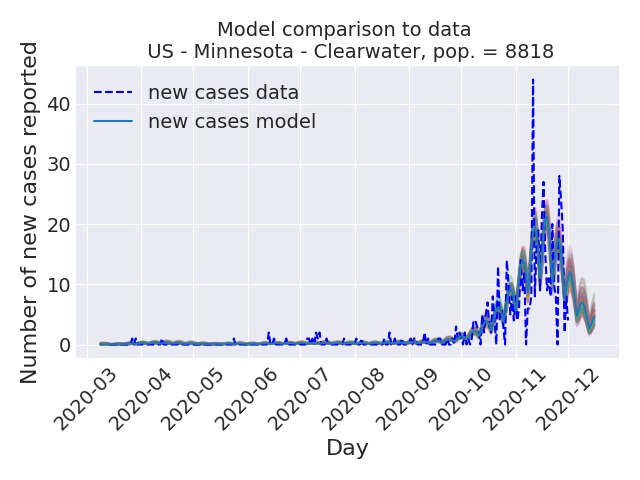 Model comparison to data
US - Minnesota - Clearwater, pop. = 8818
Number of new cases reported
new cases data
new cases model
40
30
20
10
0
2020-03
2020-04
2020-05
2020-06
2020-07
2020-08
2020-09
2020-10
2020-11
2020-12
Day